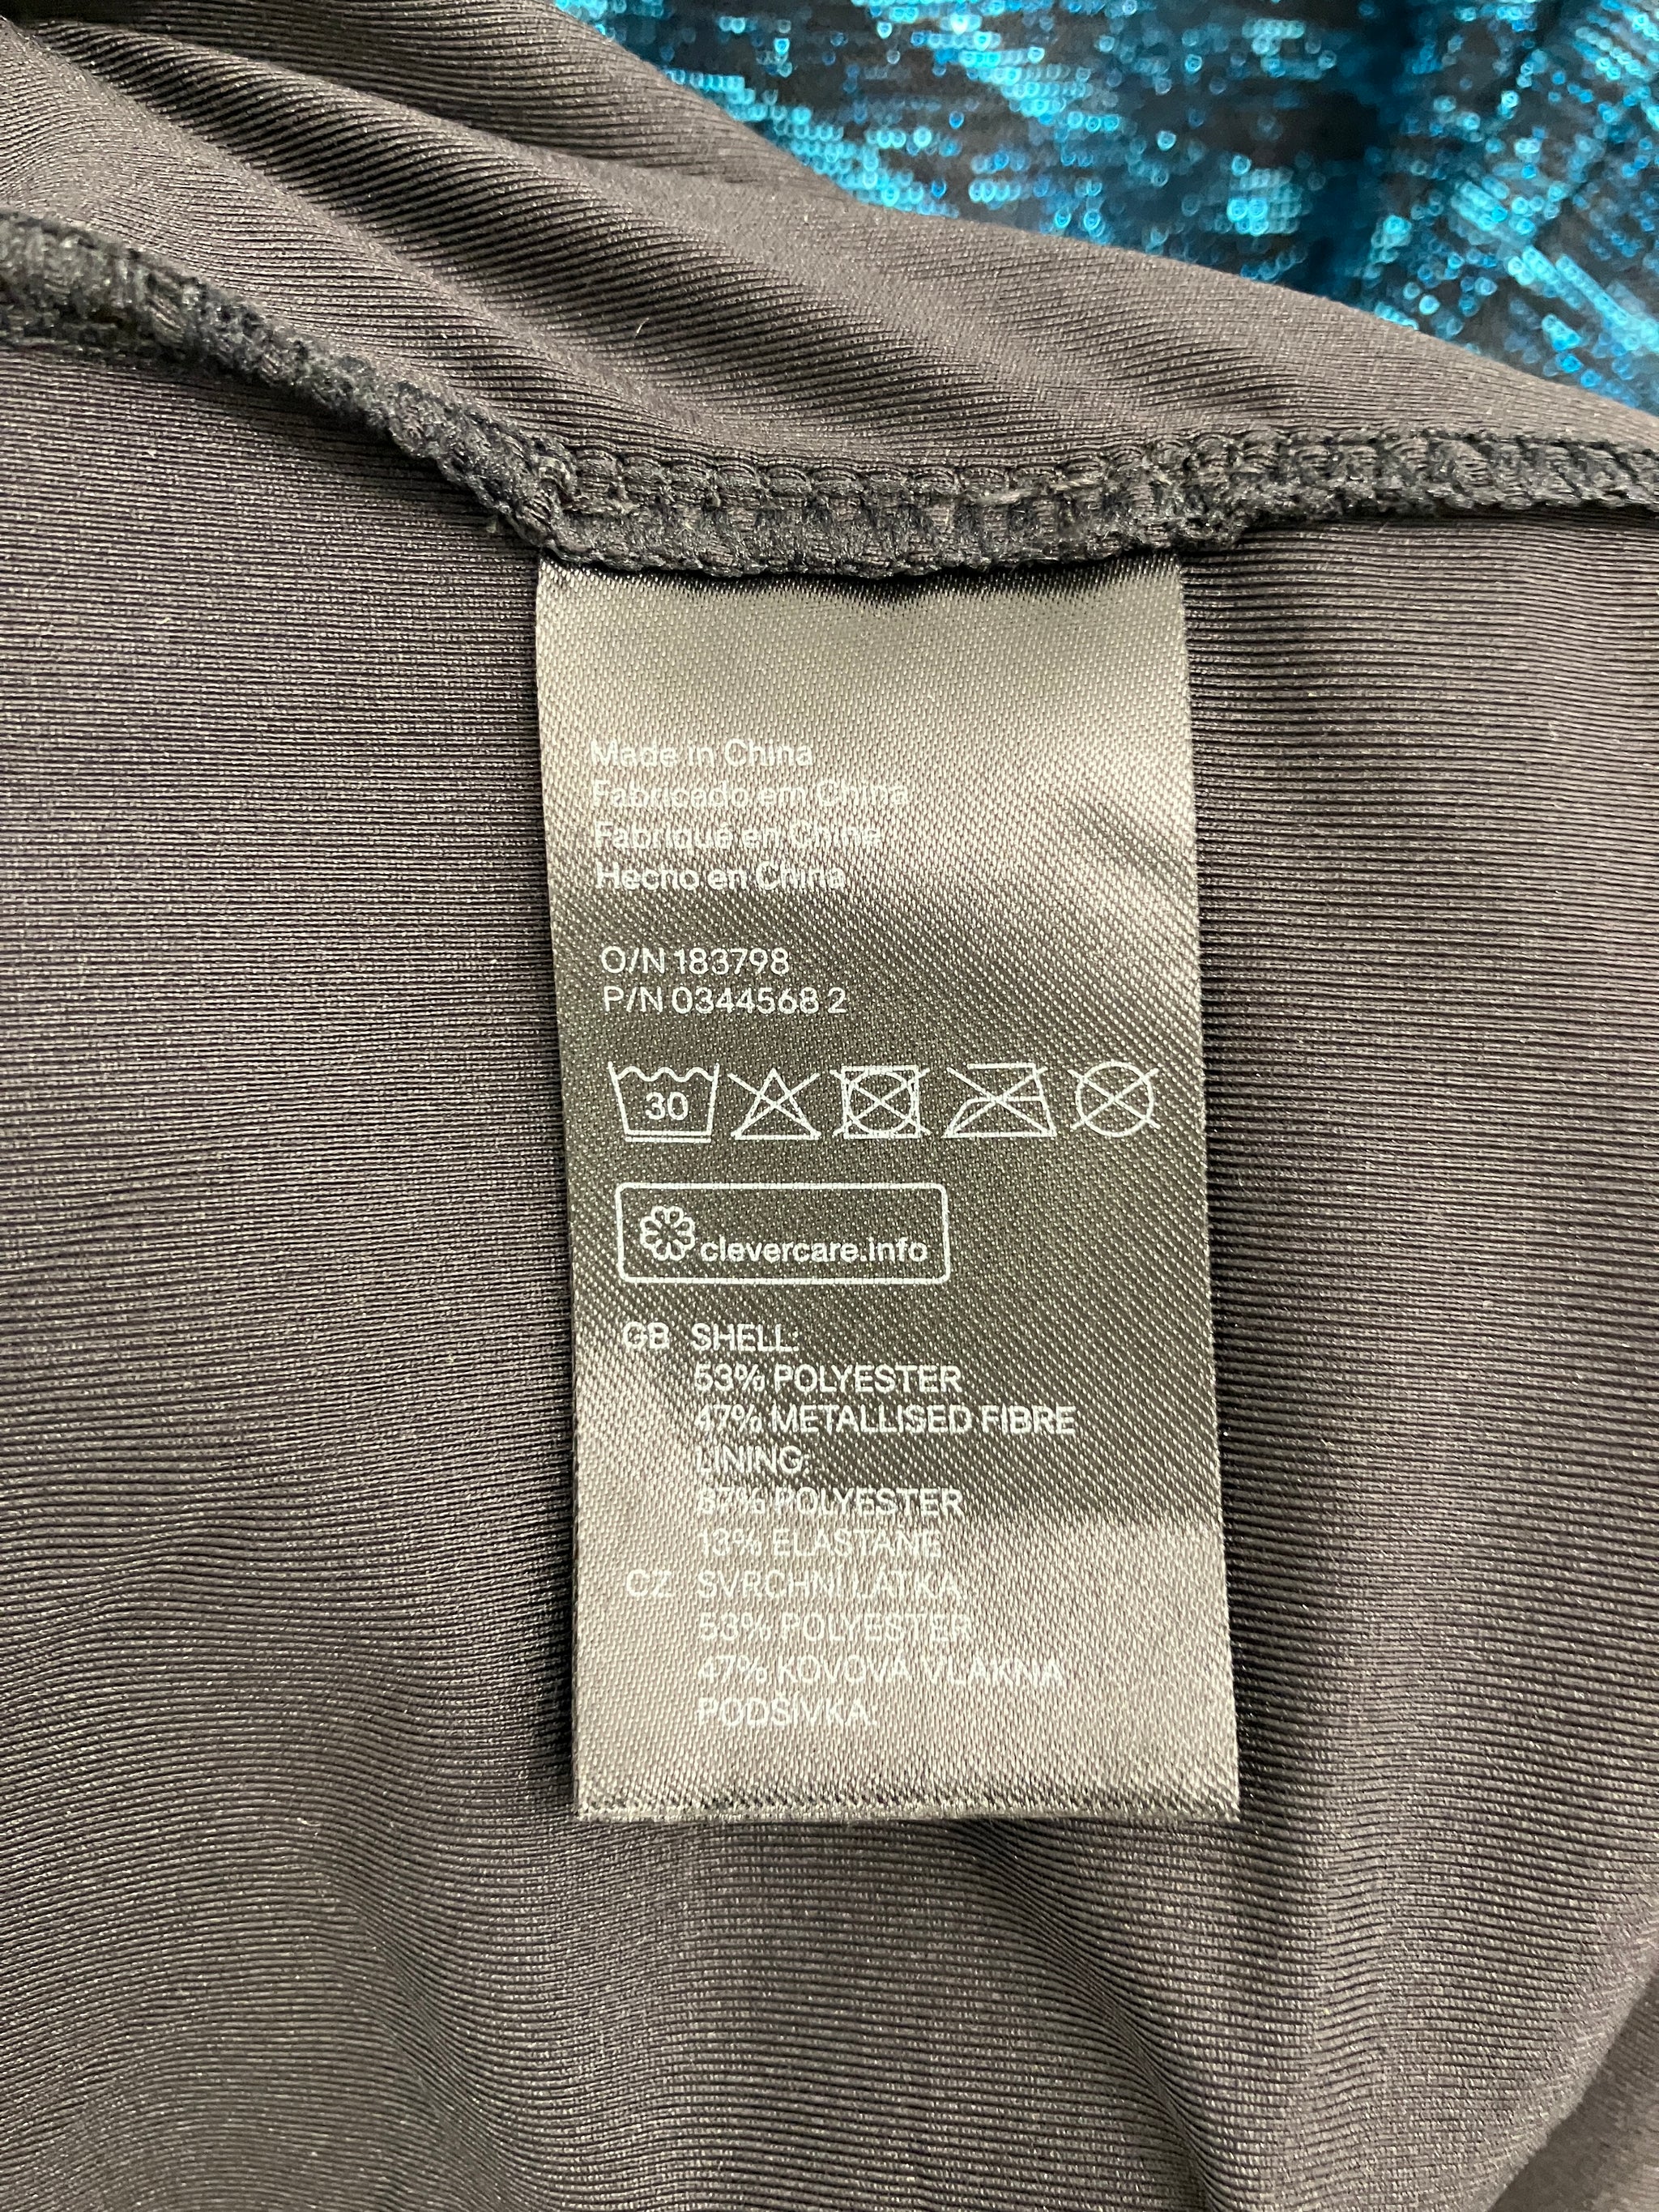 Made in China
Fabricado em China
Fabriqué en Chine
Hecho en China
O/N 183798
P/N 0344568 2
30
clevercare.info
GB SHELL:
53% POLYESTER
47% METALLISED FIBRE
LINING:
87% POLYESTER
13% ELASTANE
CZ SVRCHNÍ LÁTKA
53% POLYESTER
47% KOVOVÁ VLÁKNA
PODŠÍVKA: